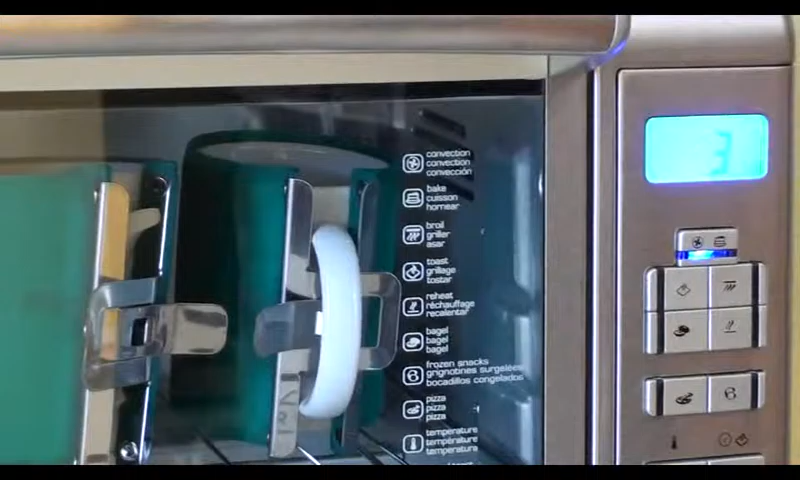 3
convection
convection
convección
bake
cuisson
hornear
broil
griller
asar
toast
grillage
tostar
reheat
réchauffage
recalentar
bagel
bagel
bagel
frozen snacks
grignotines surgelées
bocadillos congelados
pizza
pizza
pizza
temperature
température
temperatura